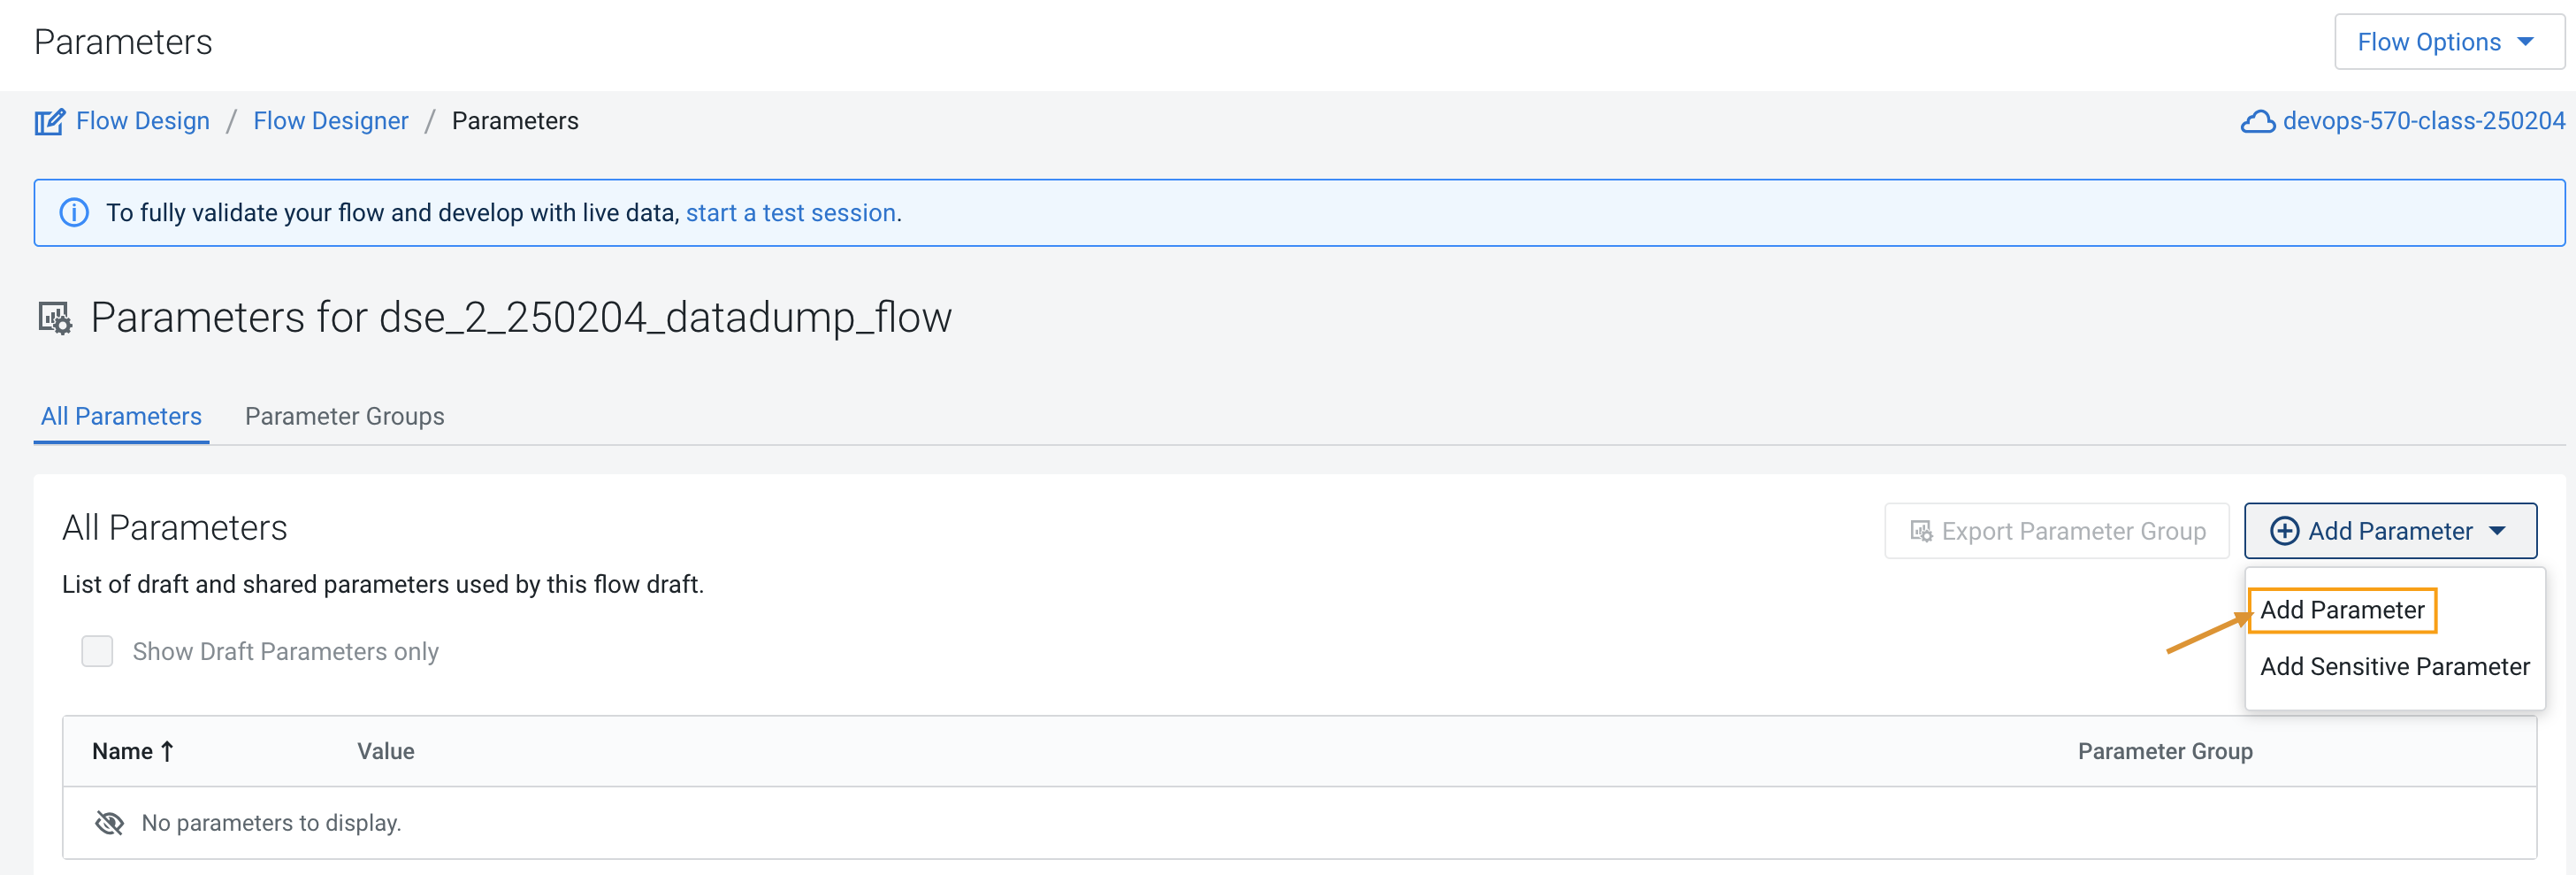 Parameters
Flow Options
Flow Design / Flow Designer / Parameters
devops-570-class-250204
To fully validate your flow and develop with live data, start a test session.
Parameters for dse_2_250204_datadump_flow
All Parameters
Parameter Groups
All Parameters
Export Parameter Group
Add Parameter
List of draft and shared parameters used by this flow draft.
Add Parameter
Show Draft Parameters only
Add Sensitive Parameter
Name ↑
Value
Parameter Group
No parameters to display.